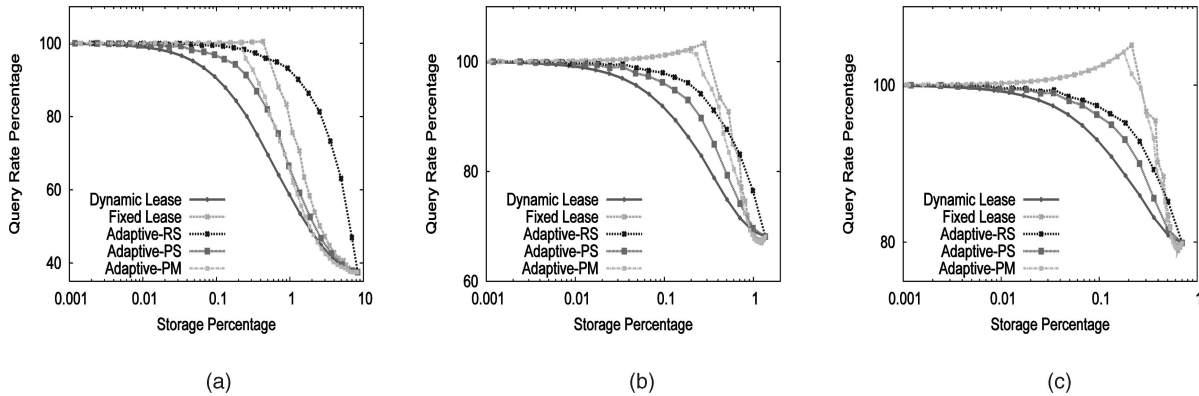 100
80
60
40
0.001
0.01
0.1
1
10
Query Rate Percentage
Storage Percentage
Dynamic Lease
Fixed Lease
Adaptive-RS
Adaptive-PS
Adaptive-PM
(a)
100
80
60
0.001
0.01
0.1
1
Query Rate Percentage
Storage Percentage
Dynamic Lease
Fixed Lease
Adaptive-RS
Adaptive-PS
Adaptive-PM
(b)
100
80
0.001
0.01
0.1
1
Query Rate Percentage
Storage Percentage
Dynamic Lease
Fixed Lease
Adaptive-RS
Adaptive-PS
Adaptive-PM
(c)